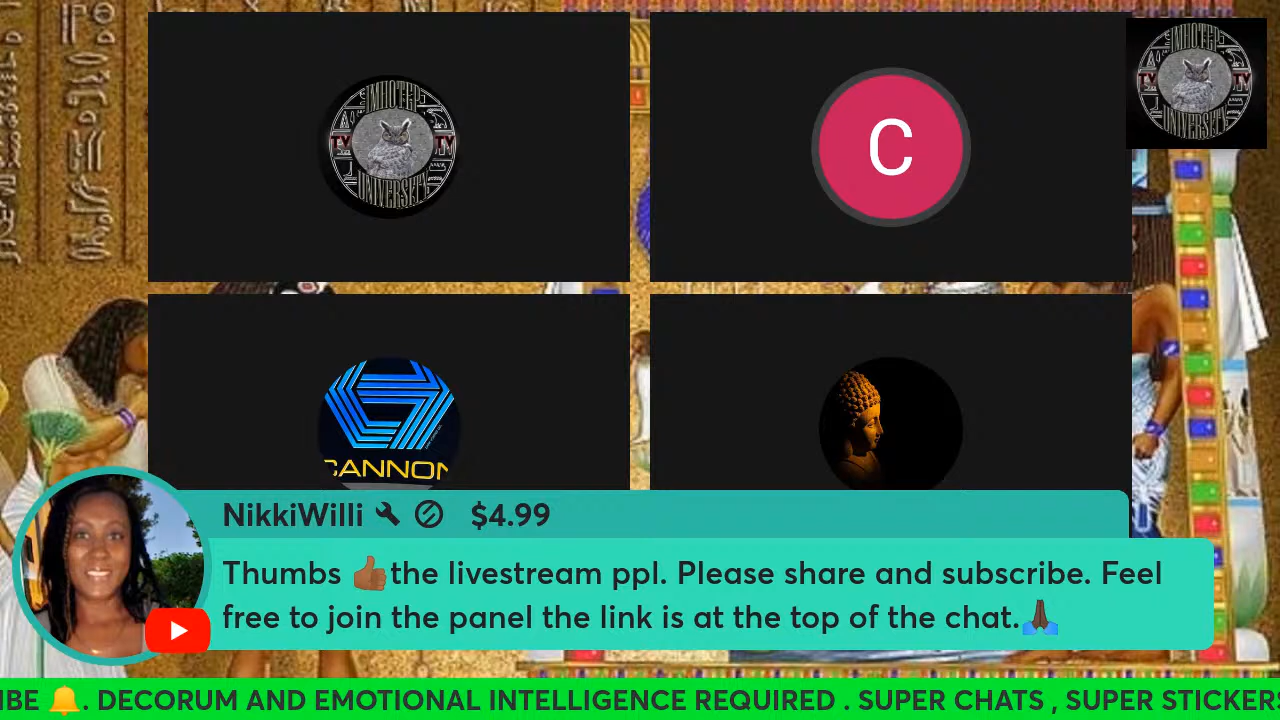 IMHOTEP
TV TV
UNIVERSITY
C
IMHOTEP
TV TV
UNIVERSITY
CANNON
NikkiWilli $4.99
Thumbs 👍🏾the livestream ppl. Please share and subscribe. Feel
free to join the panel the link is at the top of the chat.🙏🏿
IBE 🔔. DECORUM AND EMOTIONAL INTELLIGENCE REQUIRED . SUPER CHATS , SUPER STICKERS